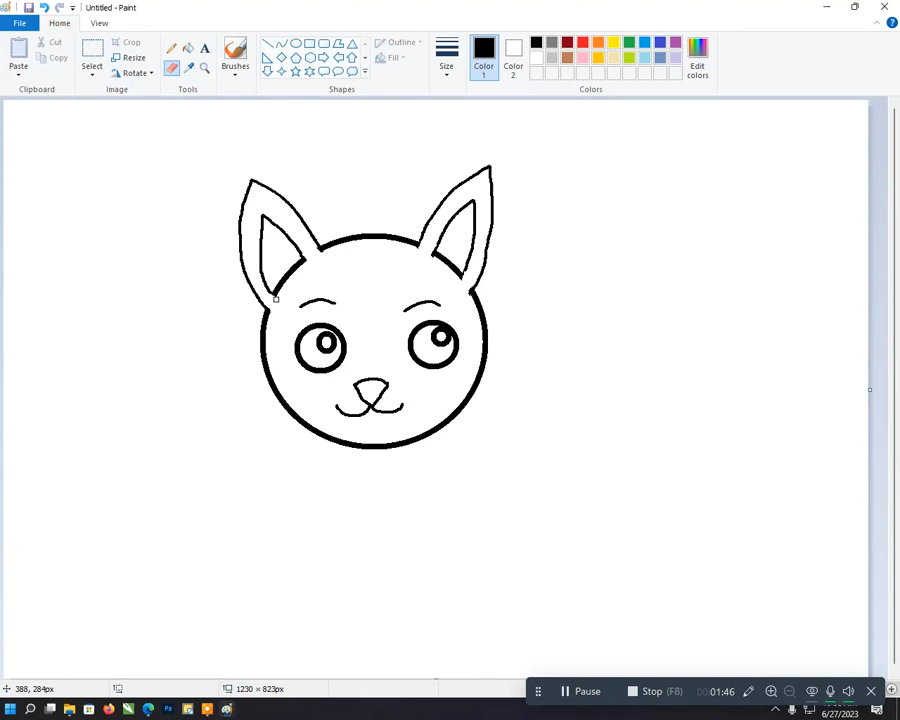 Untitled - Paint
File
Home
View
Paste
Cut
Copy
Clipboard
Select
Crop
Resize
Rotate
Image
A
Tools
Brushes
Shapes
Outline
Fill
Size
Color 1
Color 2
Edit colors
Colors
388, 284px
1230 × 823px
Pause
Stop (F8)
00:01:46
6/27/2023